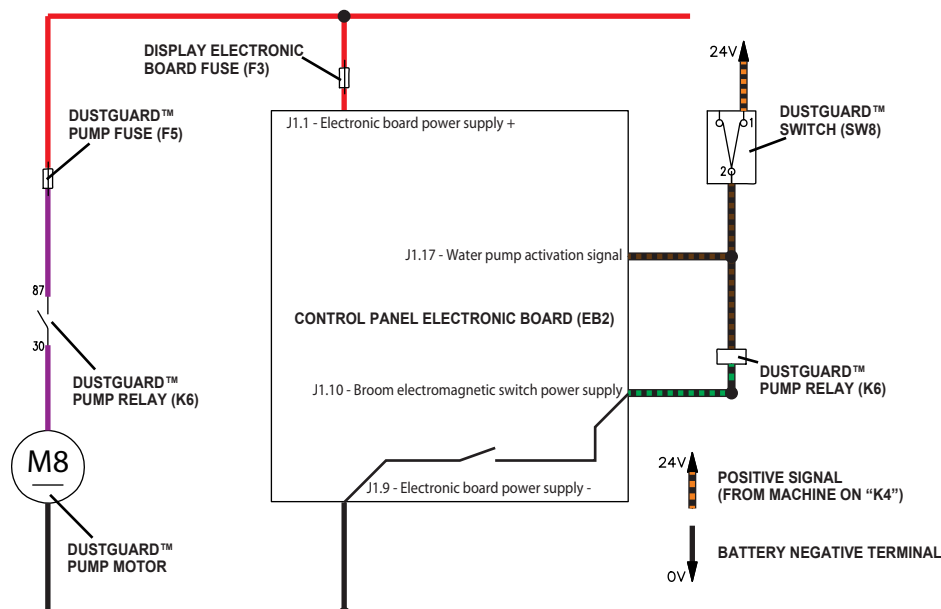 DISPLAY ELECTRONIC
BOARD FUSE (F3)
24V
DUSTGUARD™
PUMP FUSE (F5)
J1.1 - Electronic board power supply +
1
2
DUSTGUARD™
SWITCH (SW8)
J1.17 - Water pump activation signal
87
30
CONTROL PANEL ELECTRONIC BOARD (EB2)
DUSTGUARD™
PUMP RELAY (K6)
J1.10 - Broom electromagnetic switch power supply
DUSTGUARD™
PUMP RELAY (K6)
M8
J1.9 - Electronic board power supply -
24V
POSITIVE SIGNAL
(FROM MACHINE ON “K4”)
DUSTGUARD™
PUMP MOTOR
BATTERY NEGATIVE TERMINAL
0V